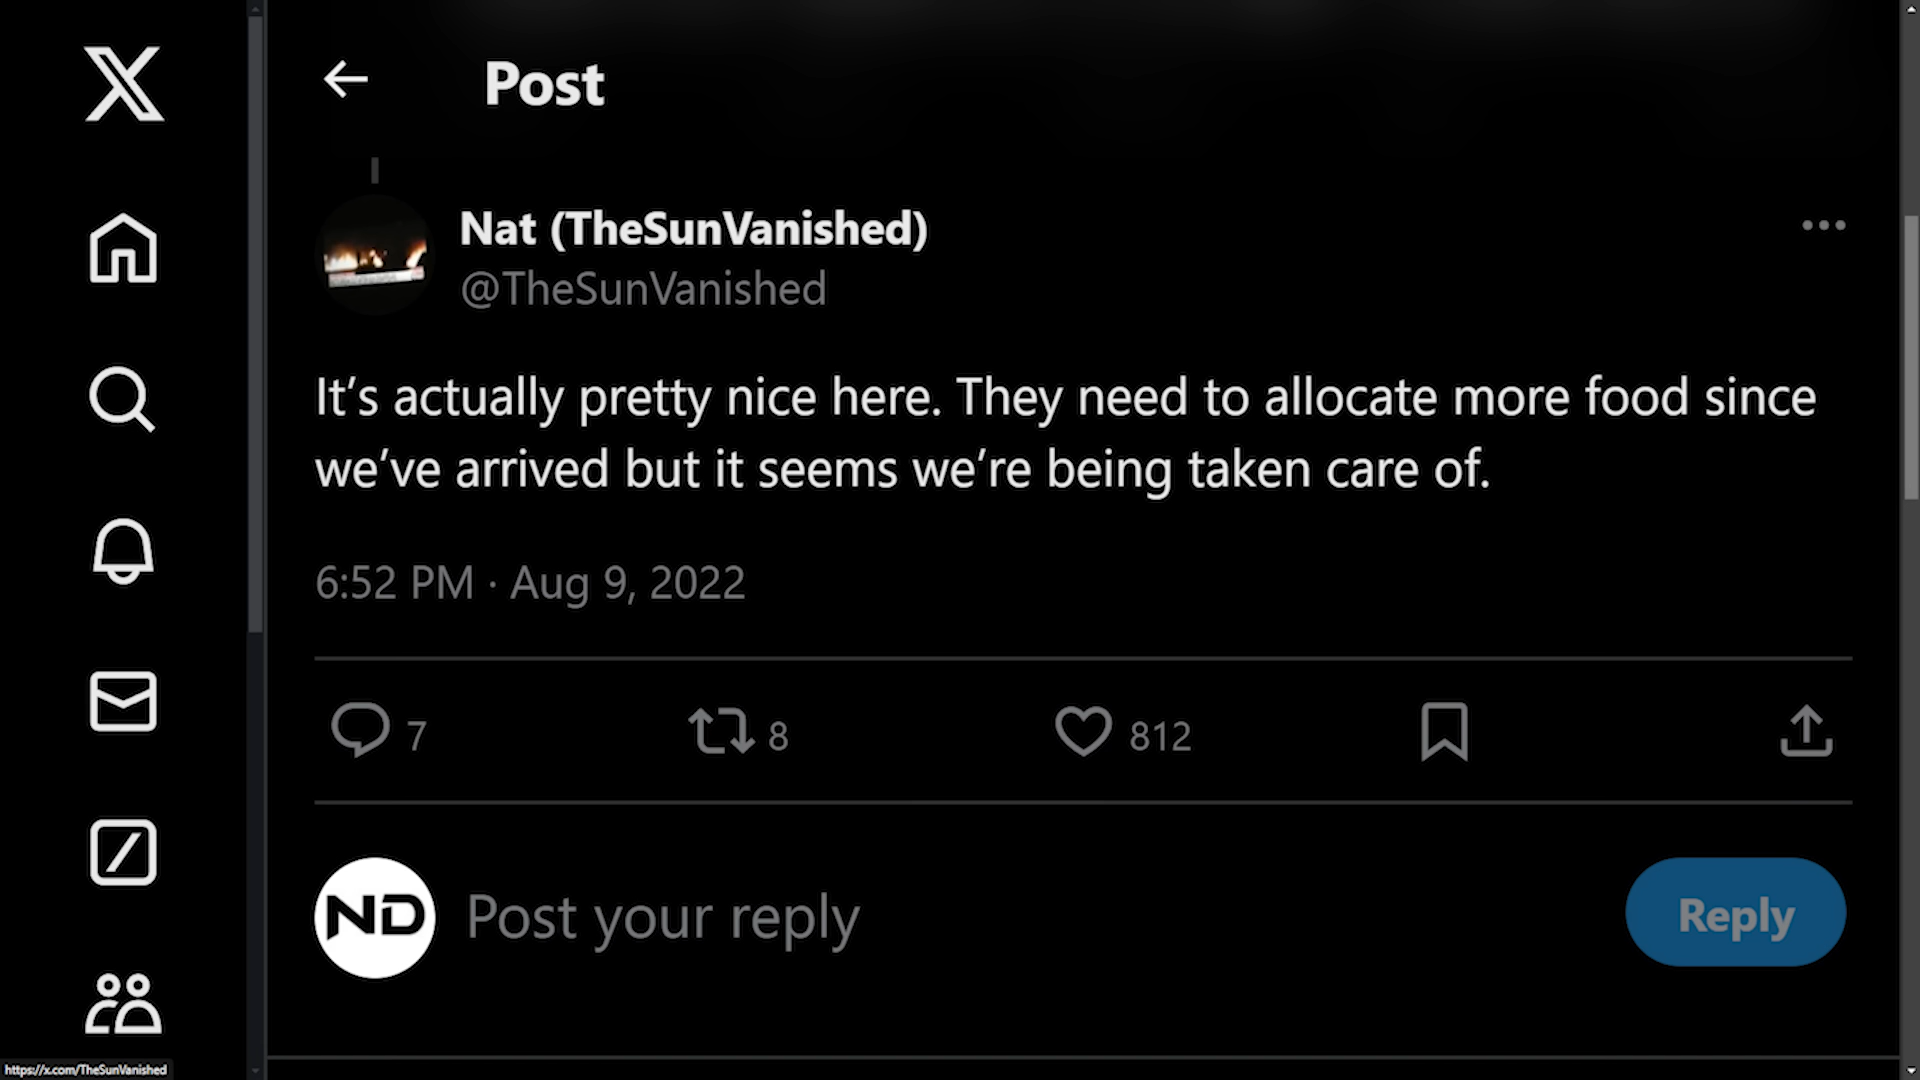 Post
Nat (TheSunVanished)
@TheSunVanished
It’s actually pretty nice here. They need to allocate more food since
we’ve arrived but it seems we’re being taken care of.
6:52 PM · Aug 9, 2022
7 8 812
ND Post your reply Reply
https://x.com/TheSunVanished